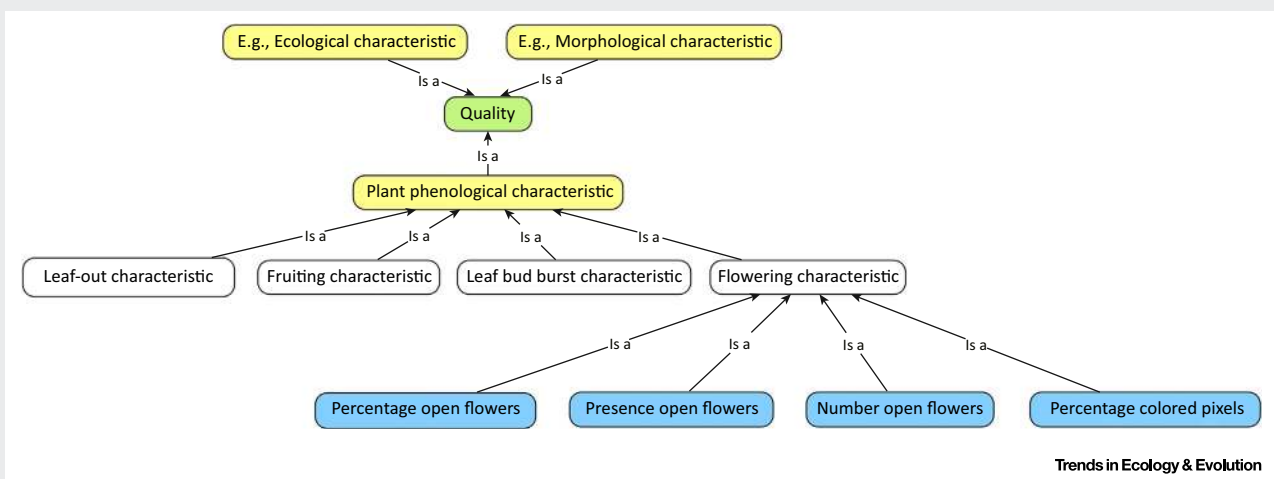 E.g., Ecological characteristic
E.g., Morphological characteristic
Is a
Is a
Quality
Is a
Plant phenological characteristic
Is a
Is a
Is a
Is a
Leaf-out characteristic
Fruiting characteristic
Leaf bud burst characteristic
Flowering characteristic
Is a
Is a
Is a
Is a
Percentage open flowers
Presence open flowers
Number open flowers
Percentage colored pixels
Trends in Ecology & Evolution